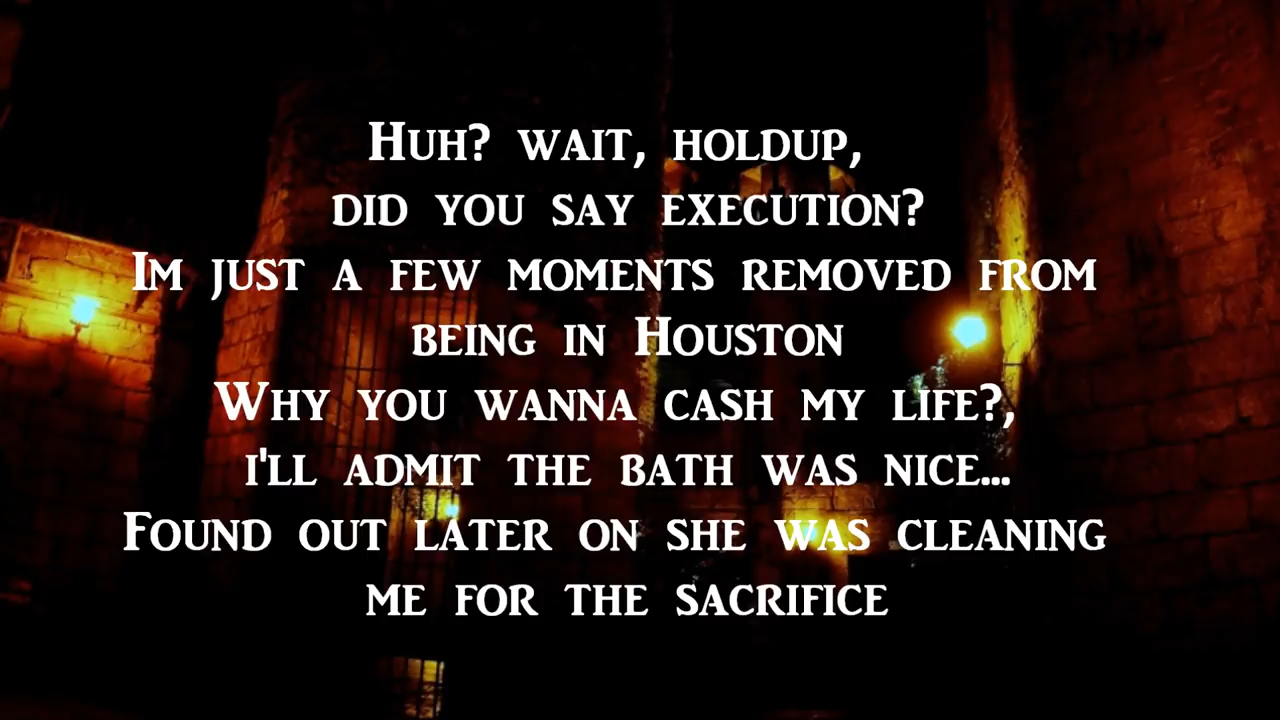 Huh? wait, holdup,
did you say execution?
Im just a few moments removed from
being in Houston
Why you wanna cash my life?,
i'll admit the bath was nice...
Found out later on she was cleaning
me for the sacrifice